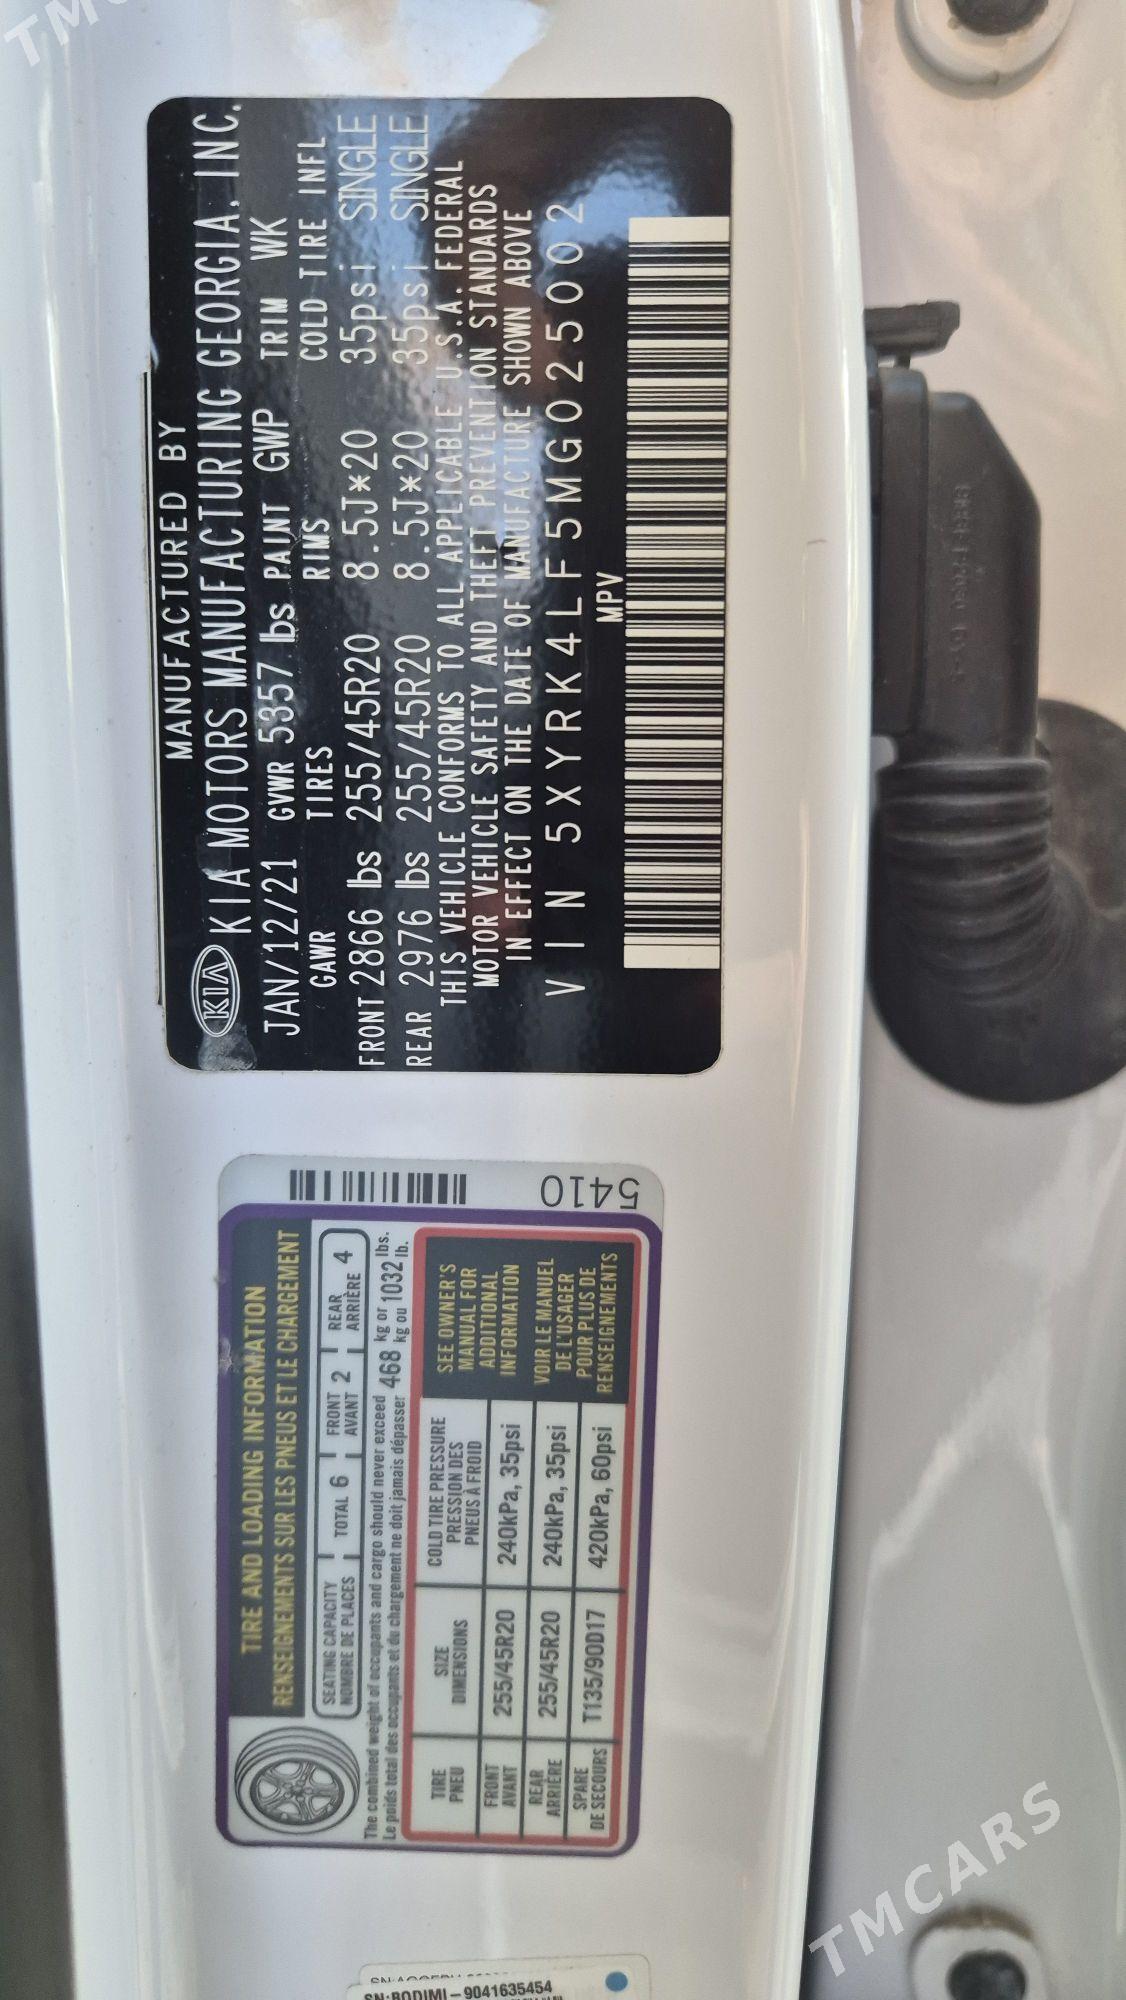 MANUFACTURED BY
KIA KIA MOTORS MANUFACTURING GEORGIA, INC.
JAN/12/21 GVWR 5357 lbs PAINT GWP TRIM WK
GAWR TIRES RIMS COLD TIRE INFL
FRONT 2866 lbs 255/45R20 8.5J*20 35psi SINGLE
REAR 2976 lbs 255/45R20 8.5J*20 35psi SINGLE
THIS VEHICLE CONFORMS TO ALL APPLICABLE U.S.A. FEDERAL
MOTOR VEHICLE SAFETY AND THEFT PREVENTION STANDARDS
IN EFFECT ON THE DATE OF MANUFACTURE SHOWN ABOVE
VIN 5XYRK4LF5MG025002
MPV
TIRE AND LOADING INFORMATION
RENSEIGNEMENTS SUR LES PNEUS ET LE CHARGEMENT
SEATING CAPACITY
NOMBRE DE PLACES
TOTAL 6
FRONT
AVANT 2
REAR
ARRIÈRE 4
The combined weight of occupants and cargo should never exceed 468 kg or 1032 lbs.
Le poids total des occupants et du chargement ne doit jamais dépasser 468 kg ou 1032 lb.
TIRE
PNEU
SIZE
DIMENSIONS
COLD TIRE PRESSURE
PRESSION DES
PNEUS À FROID
FRONT
AVANT
255/45R20
240kPa, 35psi
REAR
ARRIÈRE
255/45R20
240kPa, 35psi
SPARE
DE SECOURS
T135/90D17
420kPa, 60psi
SEE OWNER'S
MANUAL FOR
ADDITIONAL
INFORMATION
VOIR LE MANUEL
DE L'USAGER
POUR PLUS DE
RENSEIGNEMENTS
5410
SN:BODIMI-9041635454
TMCARS